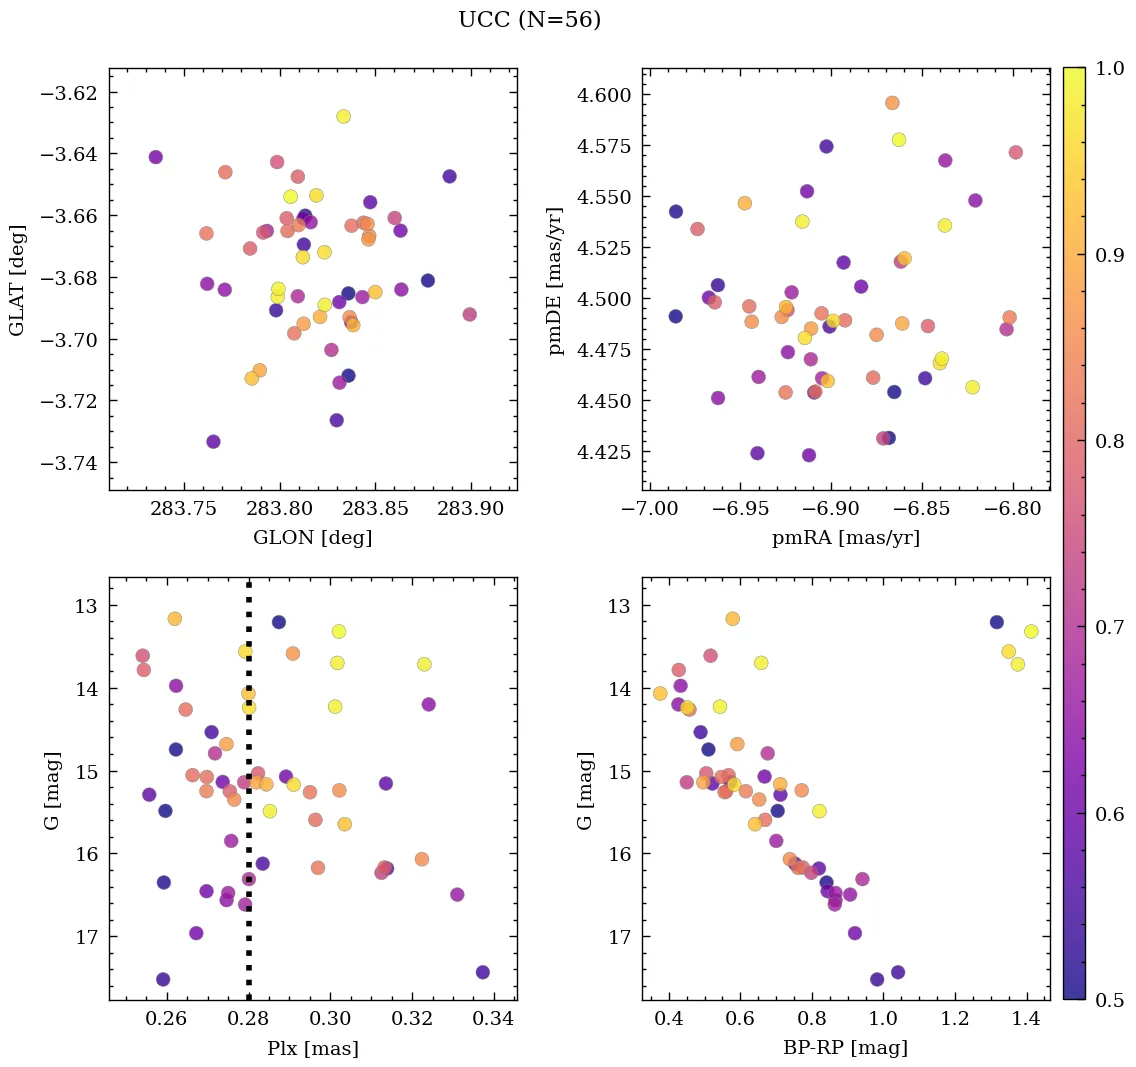 UCC (N=56)
−3.62
−3.64
−3.66
−3.68
−3.70
−3.72
−3.74
GLAT [deg]
283.75 283.80 283.85 283.90
GLON [deg]
4.600
4.575
4.550
4.525
4.500
4.475
4.450
4.425
pmDE [mas/yr]
−7.00 −6.95 −6.90 −6.85 −6.80
pmRA [mas/yr]
13
14
15
16
17
G [mag]
0.26 0.28 0.30 0.32 0.34
Plx [mas]
13
14
15
16
17
G [mag]
0.4 0.6 0.8 1.0 1.2 1.4
BP-RP [mag]
1.0
0.9
0.8
0.7
0.6
0.5